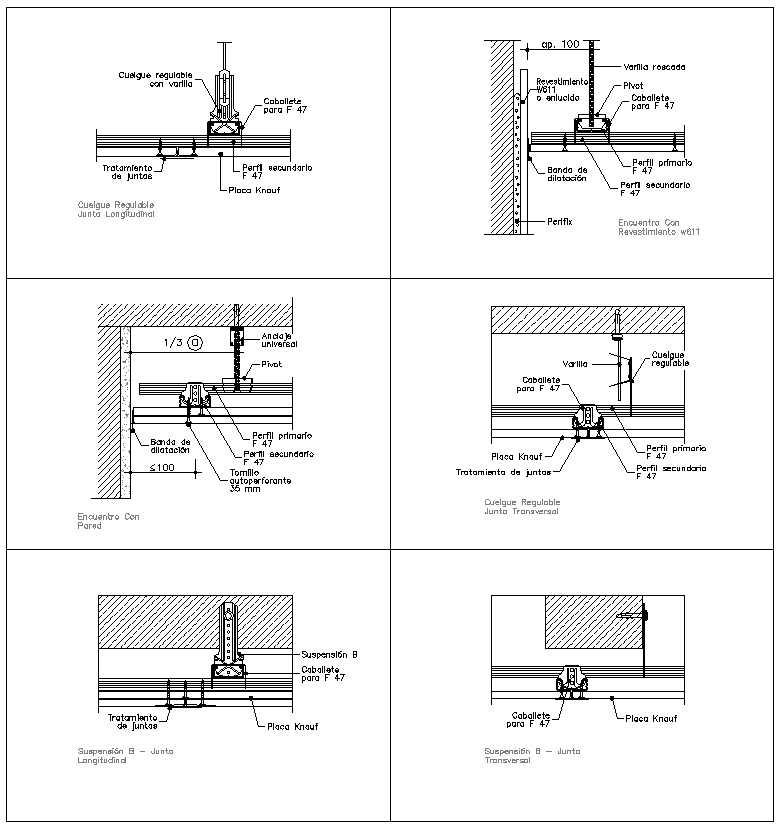 Cuelgue regulable
con varilla
Caballete
para F 47
Tratamiento
de juntas
Perfil secundario
F 47
Placa Knauf
Cuelgue Regulable
Junta Longitudinal
ap. 100
Varilla roscada
Revestimiento
W611
o enlucido
Pivot
Caballete
para F 47
Banda de
dilatación
Perfil primario
F 47
Perfil secundario
F 47
Perlfix
Encuentro Con
Revestimiento w611
1/3 a
Anclaje
universal
Pivot
Perfil primario
F 47
Banda de
dilatación
Perfil secundario
F 47
≤100
Tornillo
autoperforante
35 mm
Encuentro Con
Pared
Varilla
Cuelgue
regulable
Caballete
para F 47
Perfil primario
F 47
Placa Knauf
Tratamiento de juntas
Perfil secundario
F 47
Cuelgue Regulable
Junta Transversal
Suspensión B
Caballete
para F 47
Tratamiento
de juntas
Placa Knauf
Suspensión B - Junta
Longitudinal
Caballete
para F 47
Placa Knauf
Suspensión B - Junta
Transversal